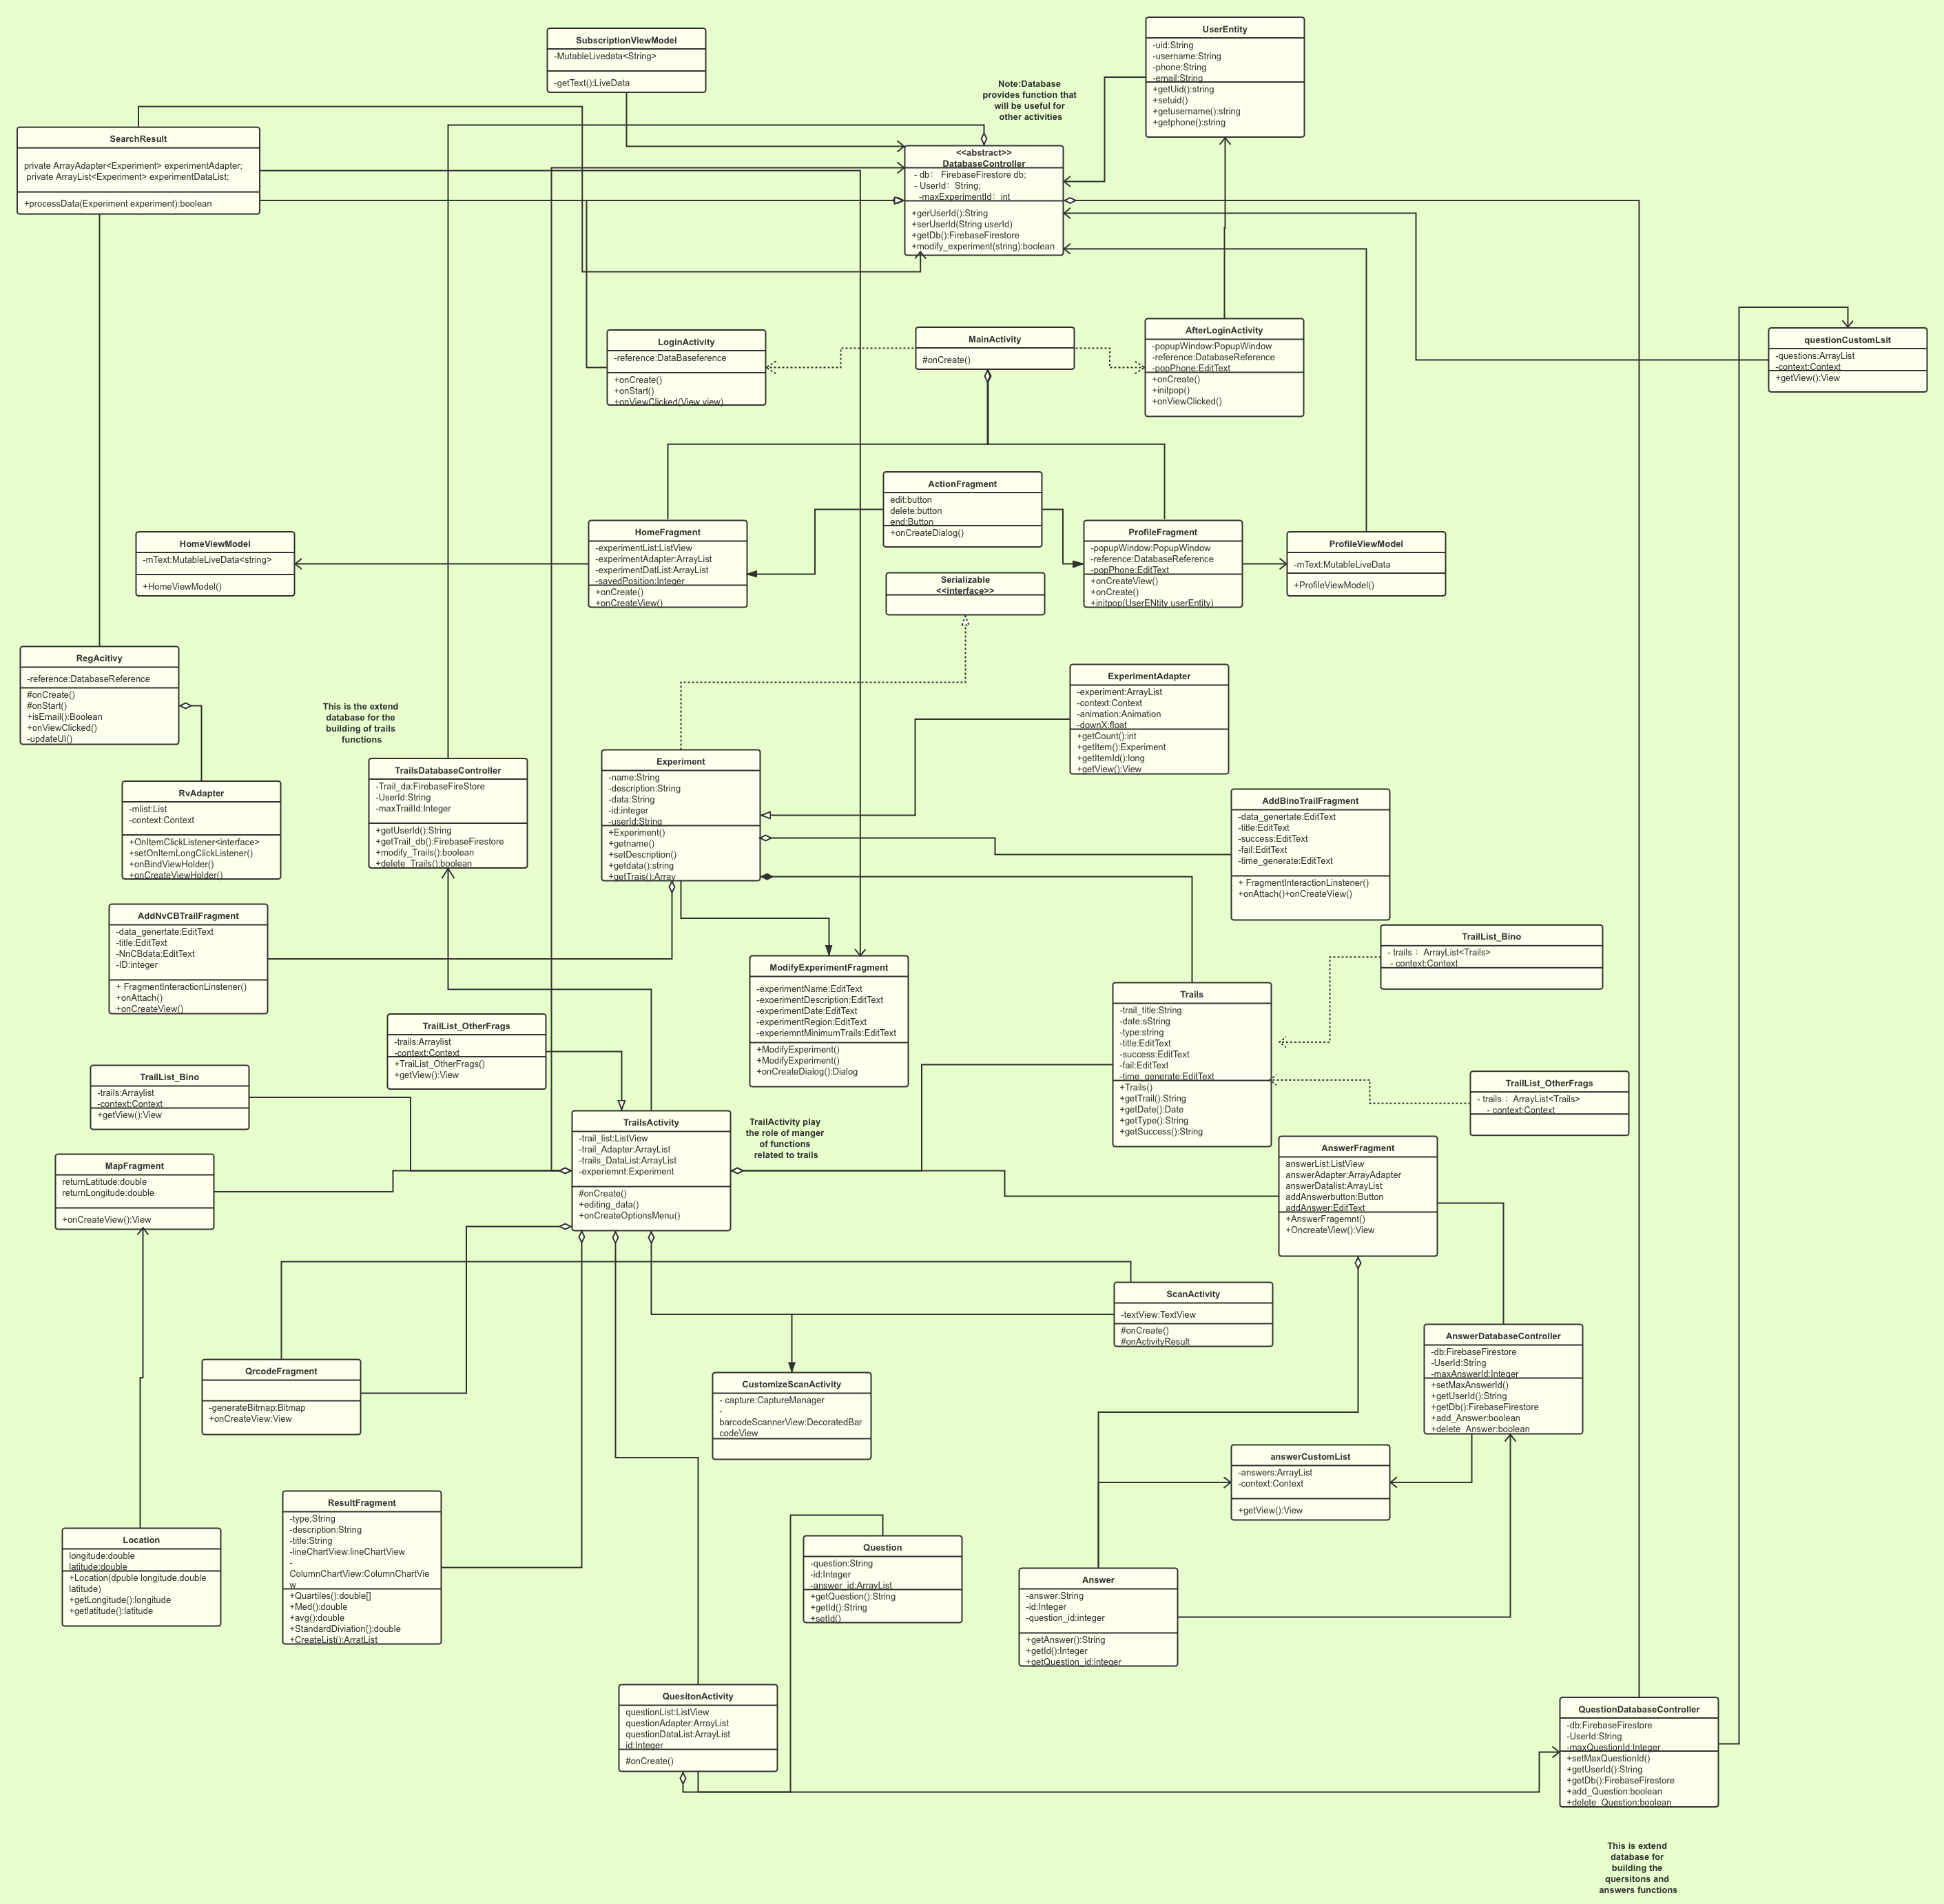 SubscriptionViewModel
-MutableLivedata<String>
-getText():LiveData
UserEntity
-uid:String
-username:String
-phone:String
-email:String
+getUid():string
+setuid()
+getusername():string
+getphone():string
Note:Database
provides function that
will be useful for
other activities
SearchResult
private ArrayAdapter<Experiment> experimentAdapter;
private ArrayList<Experiment> experimentDataList;
+processData(Experiment experiment):boolean
<<abstract>>
DatabaseController
- db： FirebaseFirestore db;
- UserId：String;
-maxExperimentId：int
+gerUserId():String
+serUserId(String userId)
+getDb():FirebaseFirestore
+modify_experiment(string):boolean
LoginActivity
-reference:DataBaseference
+onCreate()
+onStart()
+onViewClicked(View view)
MainActivity
#onCreate()
AfterLoginActivity
-popupWindow:PopupWindow
-reference:DatabaseReference
-popPhone:EditText
+onCreate()
+initpop()
+onViewClicked()
questionCustomLsit
-questions:ArrayList
-context:Context
+getView():View
ActionFragment
edit:button
delete:button
end:Button
+onCreateDialog()
HomeViewModel
-mText:MutableLiveData<string>
+HomeViewModel()
HomeFragment
-experimentList:ListView
-experimentAdapter:ArrayList
-experimentDatList:ArrayList
-savedPosition:Integer
+onCreate()
+onCreateView()
ProfileFragment
-popupWindow:PopupWindow
-reference:DatabaseReference
-popPhone:EditText
+onCreateView()
+onCreate()
+initpop(UserENtity userEntity)
ProfileViewModel
-mText:MutableLiveData
+ProfileViewModel()
Serializable
<<interface>>
RegAcitivy
-reference:DatabaseReference
#onCreate()
#onStart()
+isEmail():Boolean
+onViewClicked()
-updateUI()
This is the extend
database for the
building of trails
functions
ExperimentAdapter
-experiment:ArrayList
-context:Context
-animation:Animation
-downX:float
+getCount():int
+getItem():Experiment
+getItemId():long
+getView():View
RvAdapter
-mlist:List
-context:Context
+OnItemClickListener<interface>
+setOnItemLongClickListener()
+onBindViewHolder()
+onCreateViewHolder()
TrailsDatabaseController
-Trail_da:FirebaseFireStore
-UserId:String
-maxTrailId:Integer
+getUserId():String
+getTrail_db():FirebaseFirestore
+modify_Trails():boolean
+delete_Trails():boolean
Experiment
-name:String
-description:String
-data:String
-id:integer
-userId:String
+Experiment()
+getname()
+setDescription()
+getdata():string
+getTrais():Array
AddBinoTrailFragment
-data_genertate:EditText
-title:EditText
-success:EditText
-fail:EditText
-time_generate:EditText
+ FragmentInteractionLinstener()
+onAttach()+onCreateView()
AddNvCBTrailFragment
-data_genertate:EditText
-title:EditText
-NnCBdata:EditText
-ID:integer
+ FragmentInteractionLinstener()
+onAttach()
+onCreateView()
ModifyExperimentFragment
-experimentName:EditText
-exoerimentDescription:EditText
-experimentDate:EditText
-experimentRegion:EditText
-experiemntMinimumTrails:EditText
+ModifyExperiment()
+ModifyExperiment()
+onCreateDialog():Dialog
TrailList_Bino
- trails： ArrayList<Trails>
- context:Context
Trails
-trail_title:String
-date:sString
-type:string
-title:EditText
-success:EditText
-fail:EditText
-time_generate:EditText
+Trails()
+getTrail():String
+getDate():Date
+getType():String
+getSuccess():String
TrailList_OtherFrags
-trails:Arraylist
-context:Context
+TraiList_OtherFrags()
+getView():View
TrailList_Bino
-trails:Arraylist
-context:Context
+getView():View
TrailList_OtherFrags
- trails： ArrayList<Trails>
- context:Context
TrailsActivity
-trail_list:ListView
-trail_Adapter:ArrayList
-trails_DataList:ArrayList
-experiemnt:Experiment
#onCreate()
+editing_data()
+onCreateOptionsMenu()
TrailActivity play
the role of manger
of functions
related to trails
MapFragment
returnLatitude:double
returnLongitude:double
+onCreateView():View
AnswerFragment
answerList:ListView
answerAdapter:ArrayAdapter
answerDatalist:ArrayList
addAnswerbutton:Button
addAnswer:EditText
+AnswerFragemnt()
+OncreateView():View
ScanActivity
-textView:TextView
#onCreate()
#onActivityResult
AnswerDatabaseController
-db:FirebaseFirestore
-UserId:String
-maxAnswerId:Integer
+setMaxAnswerId()
+getUserId():String
+getDb():FirebaseFirestore
+add_Answer:boolean
+delete_Answer:boolean
QrcodeFragment
-generateBitmap:Bitmap
+onCreateView:View
CustomizeScanActivity
- capture:CaptureManager
-
barcodeScannerView:DecoratedBar
codeView
answerCustomList
-answers:ArrayList
-context:Context
+getView():View
ResultFragment
-type:String
-description:String
-title:String
-lineChartView:lineChartView
-
ColumnChartView:ColumnChartVie
w
+Quartiles():double[]
+Med():double
+avg():double
+StandardDiviation():double
+CreateList():ArratList
Location
longitude:double
latitude:double
+Location(dpuble longitude,double
latitude)
+getLongitude():longitude
+getlatitude():latitude
Question
-question:String
-id:Integer
-answer_id:ArrayList
+getQuestion():String
+getId():String
+setId()
Answer
-answer:String
-id:Integer
-question_id:integer
+getAnswer():String
+getId():Integer
+getQuestion_id:integer
QuesitonActivity
questionList:ListView
questionAdapter:ArrayList
questionDataList:ArrayList
id:Integer
#onCreate()
QuestionDatabaseController
-db:FirebaseFirestore
-UserId:String
-maxQuestionId:Integer
+setMaxQuestionId()
+getUserId():String
+getDb():FirebaseFirestore
+add_Question:boolean
+delete_Question:boolean
This is extend
database for
building the
quersitons and
answers functions